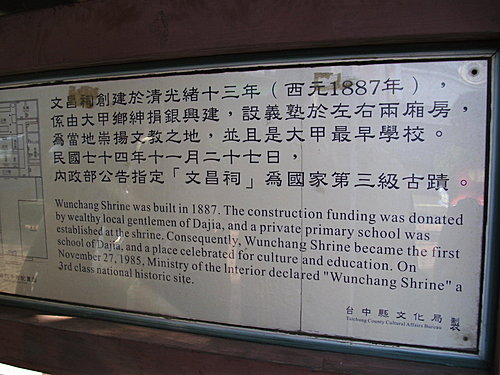 文昌祠創建於清光緒十三年（西元1887年），
係由大甲鄉紳捐銀興建，設義塾於左右兩廂房，
為當地崇揚文教之地，並且是大甲最早學校。
民國七十四年十一月二十七日，
內政部公告指定「文昌祠」為國家第三級古蹟。
Wunchang Shrine was built in 1887. The construction funding was donated
by wealthy local gentlemen of Dajia, and a private primary school was
established at the shrine. Consequently, Wunchang Shrine became the first
school of Dajia, and a place celebrated for culture and education. On
November 27, 1985, Ministry of the Interior declared "Wunchang Shrine" a
3rd class national historic site.
台中縣文化局 製
Taichung County Cultural Affairs Bureau